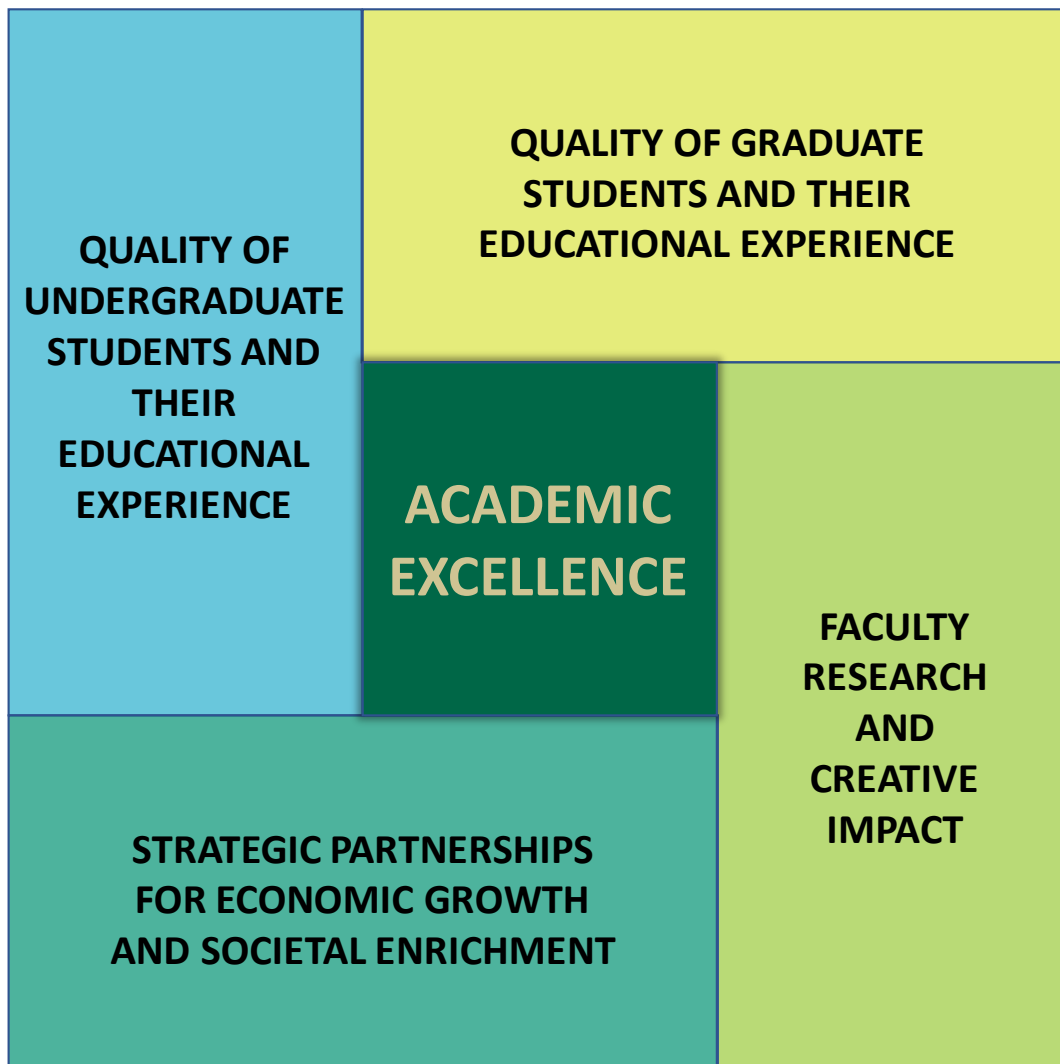 QUALITY OF
UNDERGRADUATE
STUDENTS AND
THEIR
EDUCATIONAL
EXPERIENCE
QUALITY OF GRADUATE
STUDENTS AND THEIR
EDUCATIONAL EXPERIENCE
ACADEMIC
EXCELLENCE
FACULTY
RESEARCH
AND
CREATIVE
IMPACT
STRATEGIC PARTNERSHIPS
FOR ECONOMIC GROWTH
AND SOCIETAL ENRICHMENT